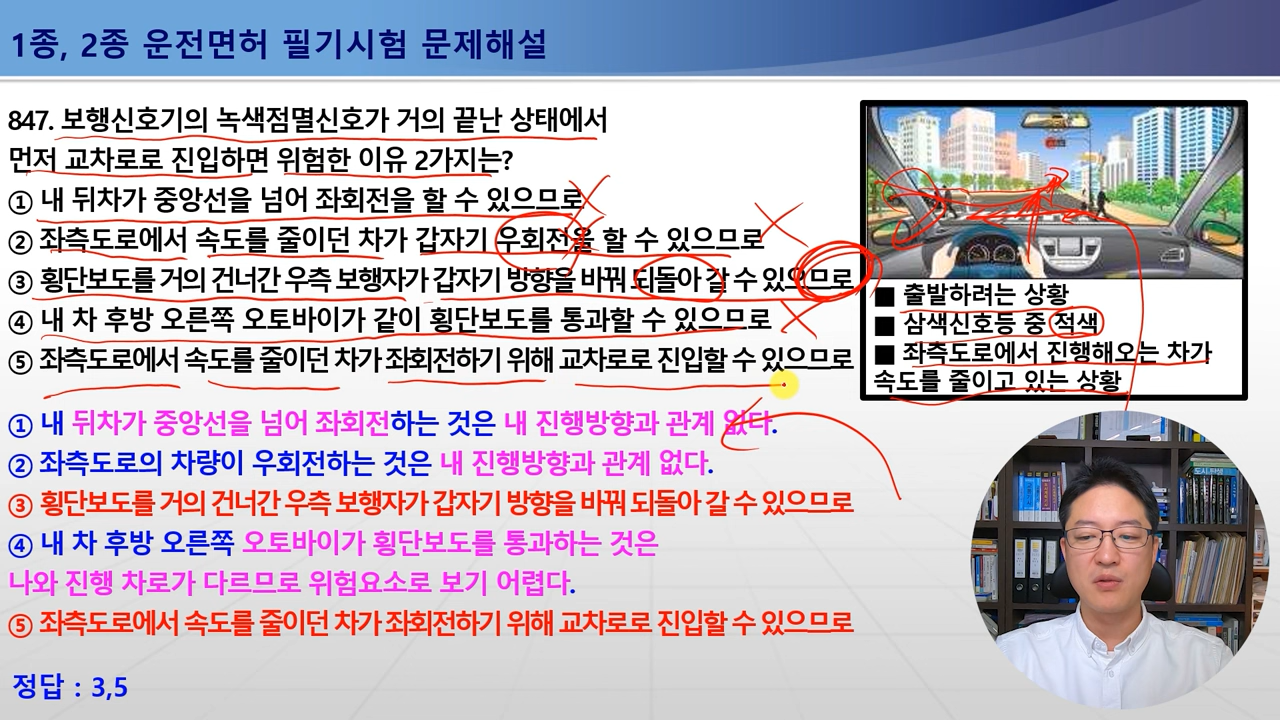 1종, 2종 운전면허 필기시험 문제해설
847. 보행신호기의 녹색점멸신호가 거의 끝난 상태에서
먼저 교차로로 진입하면 위험한 이유 2가지는?
① 내 뒤차가 중앙선을 넘어 좌회전을 할 수 있으므로
② 좌측도로에서 속도를 줄이던 차가 갑자기 우회전을 할 수 있으므로
③ 횡단보도를 거의 건너간 우측 보행자가 갑자기 방향을 바꿔 되돌아 갈 수 있으므로
④ 내 차 후방 오른쪽 오토바이가 같이 횡단보도를 통과할 수 있으므로
⑤ 좌측도로에서 속도를 줄이던 차가 좌회전하기 위해 교차로로 진입할 수 있으므로
■ 출발하려는 상황
■ 삼색신호등 중 적색
■ 좌측도로에서 진행해오는 차가
속도를 줄이고 있는 상황
① 내 뒤차가 중앙선을 넘어 좌회전하는 것은 내 진행방향과 관계 없다.
② 좌측도로의 차량이 우회전하는 것은 내 진행방향과 관계 없다.
③ 횡단보도를 거의 건너간 우측 보행자가 갑자기 방향을 바꿔 되돌아 갈 수 있으므로
④ 내 차 후방 오른쪽 오토바이가 횡단보도를 통과하는 것은
나와 진행 차로가 다르므로 위험요소로 보기 어렵다.
⑤ 좌측도로에서 속도를 줄이던 차가 좌회전하기 위해 교차로로 진입할 수 있으므로
정답 : 3,5